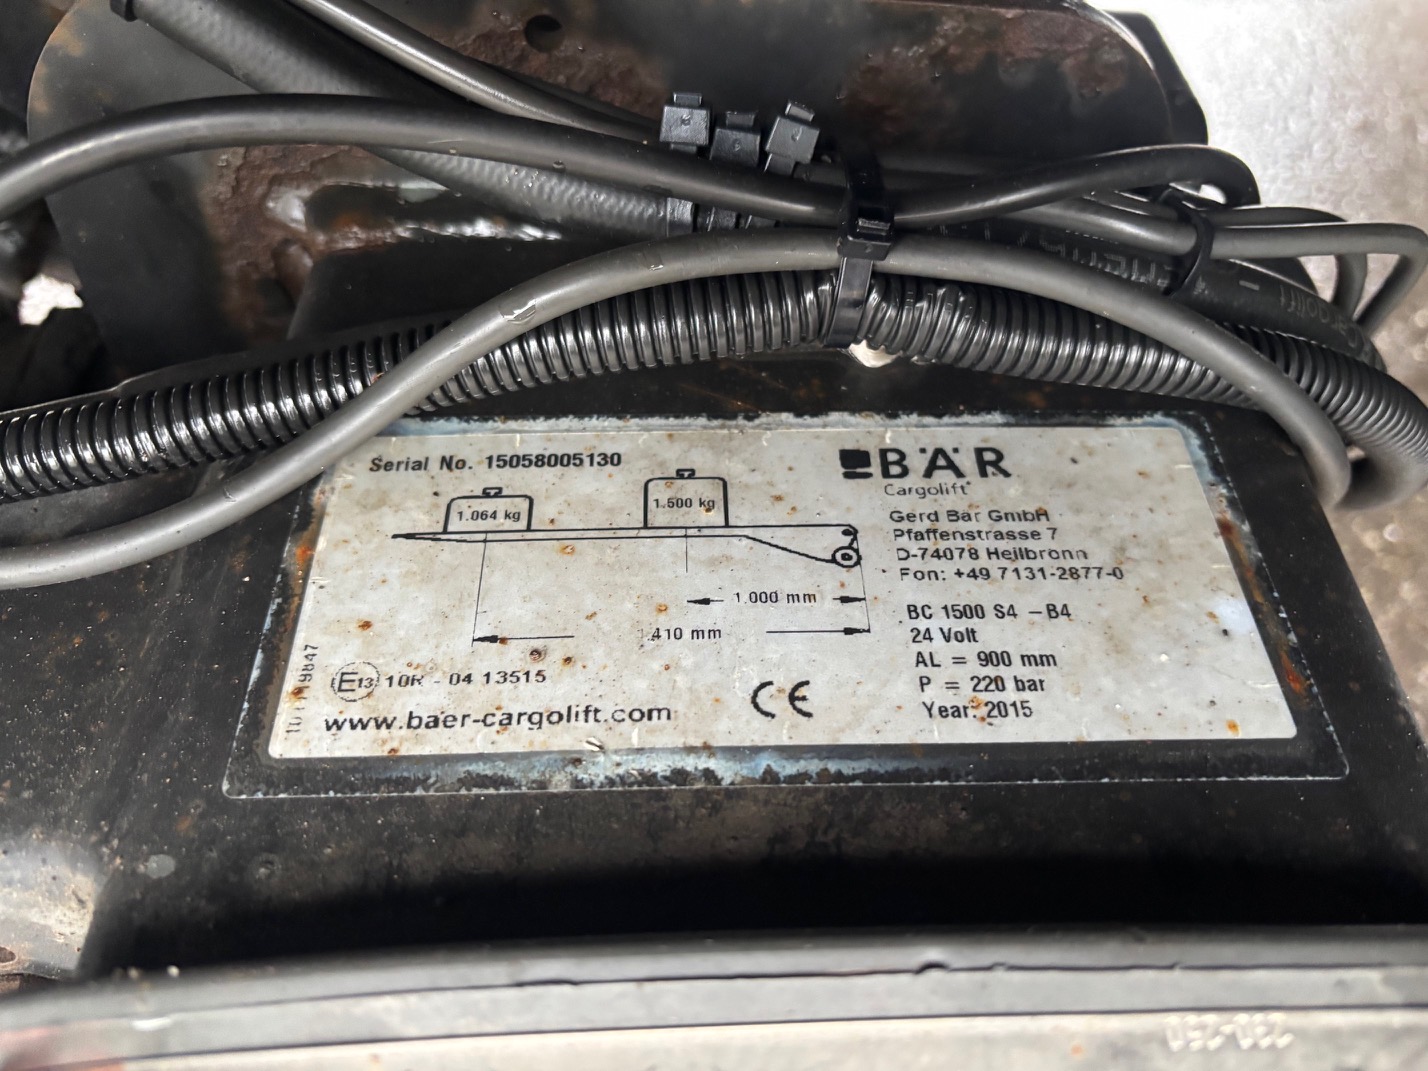 Serial No. 15058005130
BÄR
Cargolift
1.064 kg
1.500 kg
Gerd Bär GmbH
Pfaffenstrasse 7
D-74078 Heilbronn
Fon: +49 7131-2877-0
1.000 mm
410 mm
BC 1500 S4 -B4
24 Volt
AL = 900 mm
P = 220 bar
Year: 2015
E13 10R - 04 13515
CE
www.baer-cargolift.com